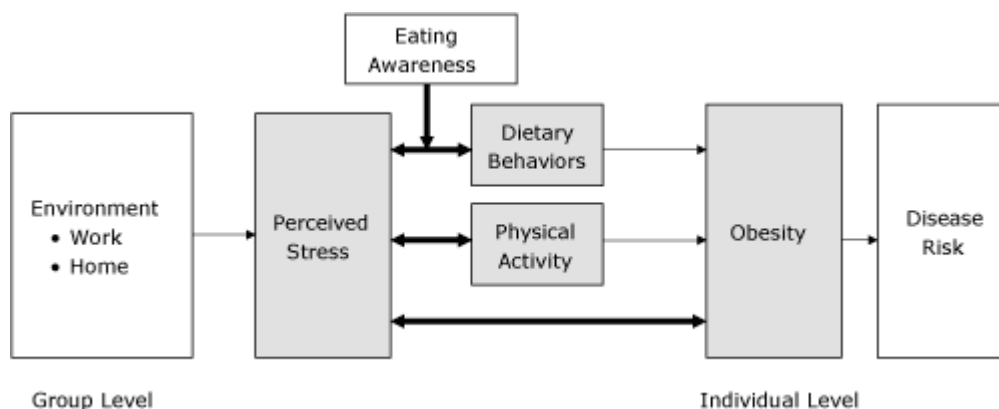 Eating
Awareness
Environment
• Work
• Home
Perceived
Stress
Dietary
Behaviors
Physical
Activity
Obesity
Disease
Risk
Group Level
Individual Level